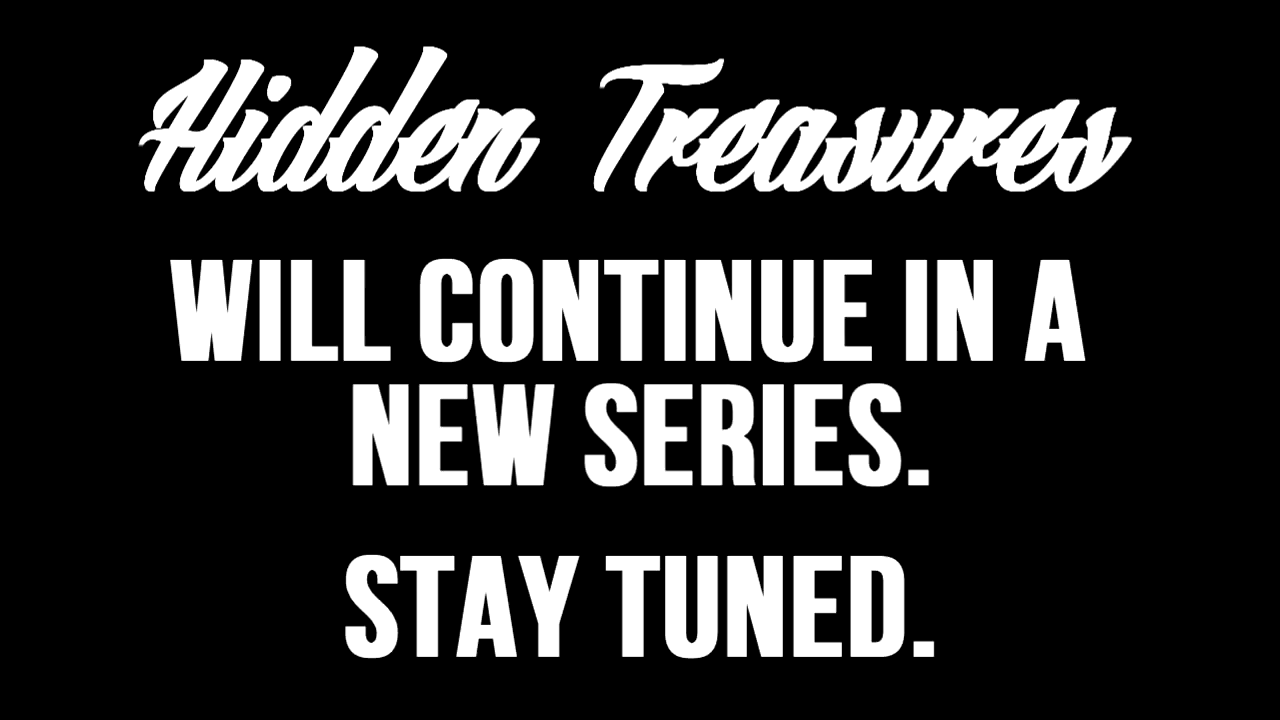 Hidden Treasures
WILL CONTINUE IN A
NEW SERIES.
STAY TUNED.